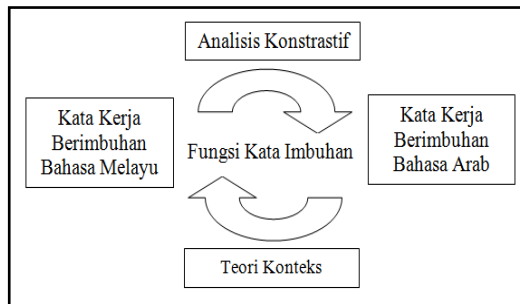 Analisis Konstrastif
Kata Kerja
Berimbuhan
Bahasa Melayu
Fungsi Kata Imbuhan
Kata Kerja
Berimbuhan
Bahasa Arab
Teori Konteks